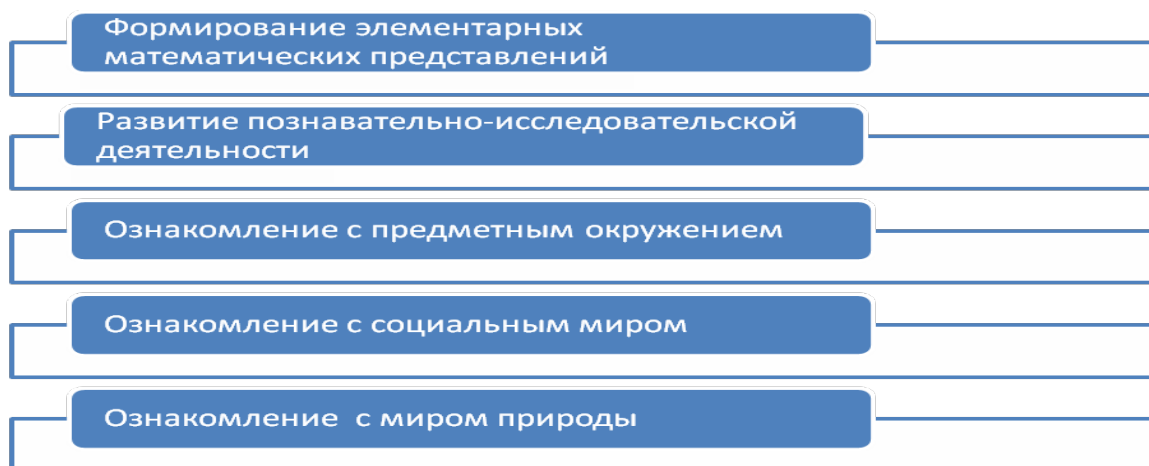 Формирование элементарных
математических представлений
Развитие познавательно-исследовательской
деятельности
Ознакомление с предметным окружением
Ознакомление с социальным миром
Ознакомление с миром природы